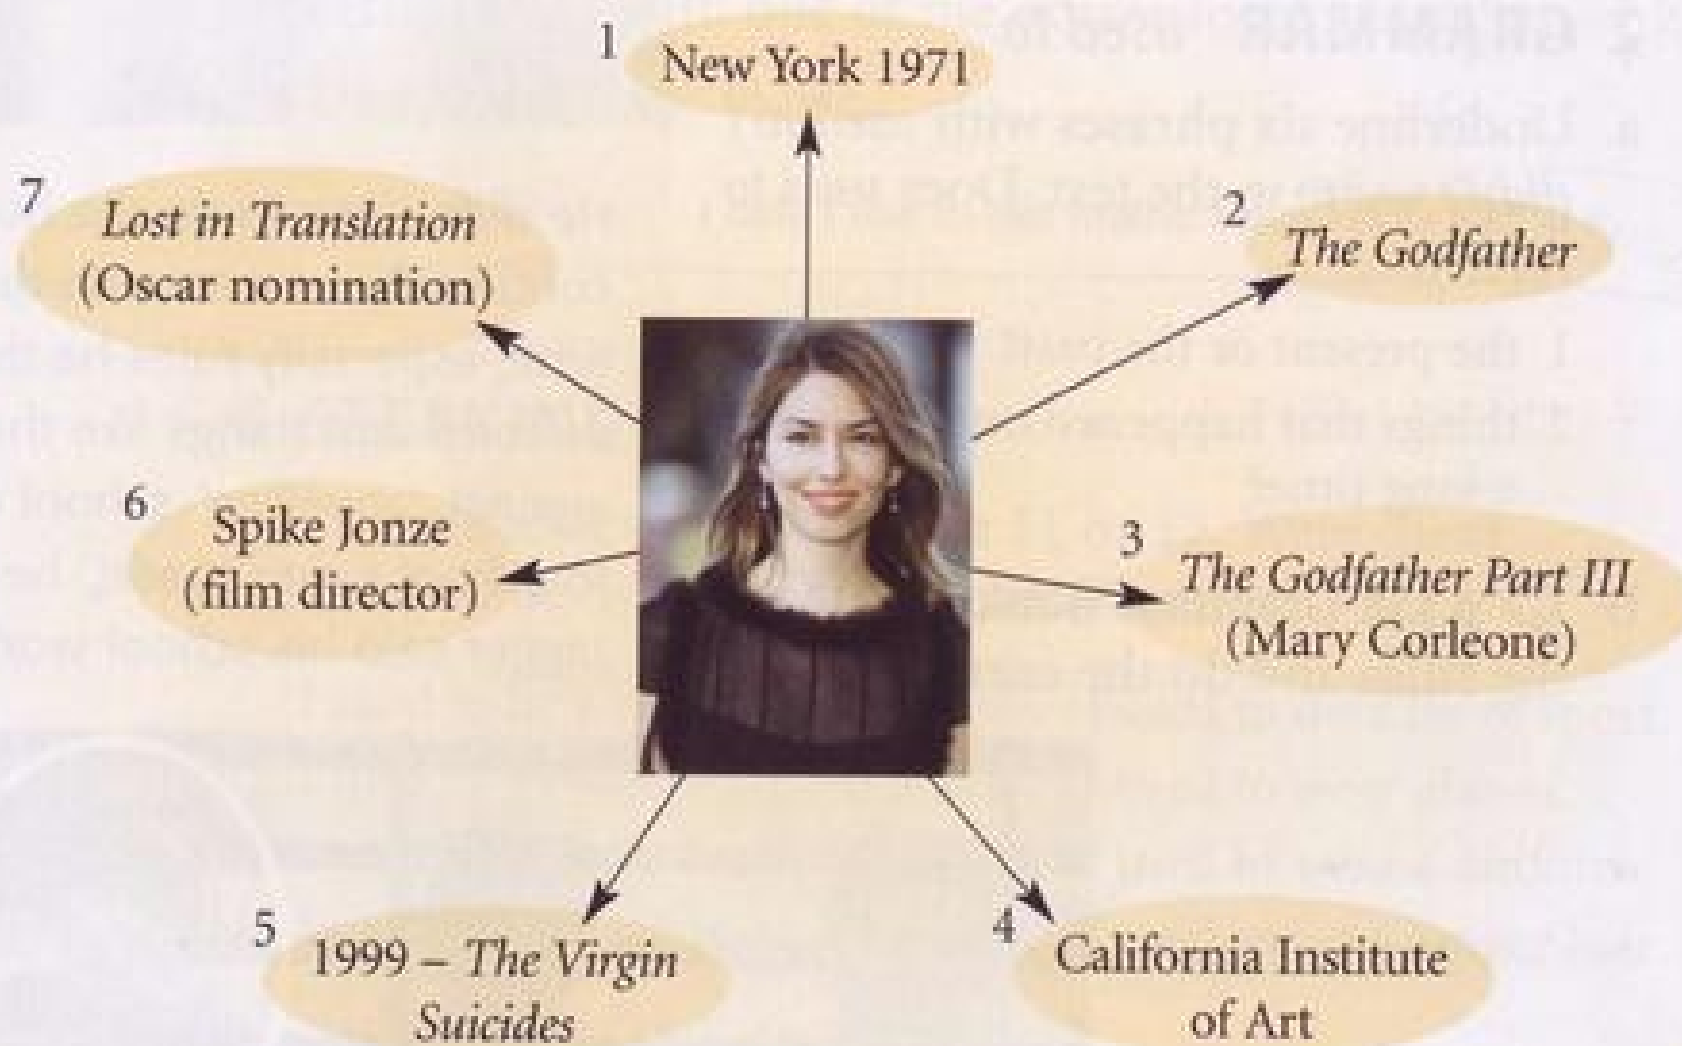 1
New York 1971
2
The Godfather
3
The Godfather Part III
(Mary Corleone)
4
California Institute
of Art
5
1999 – The Virgin
Suicides
6
Spike Jonze
(film director)
7
Lost in Translation
(Oscar nomination)